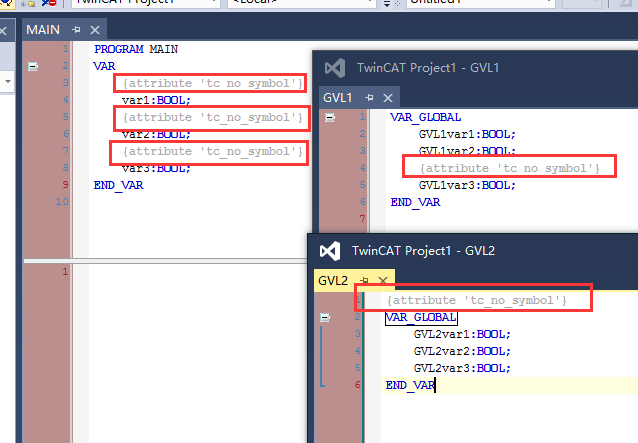 TwinCAT Project1
<Local>
Untitled1
MAIN
1 PROGRAM MAIN
2 VAR
3 {attribute 'tc_no_symbol'}
4 var1:BOOL;
5 {attribute 'tc_no_symbol'}
6 var2:BOOL;
7 {attribute 'tc_no_symbol'}
8 var3:BOOL;
9 END_VAR
10
1
TwinCAT Project1 - GVL1
GVL1
1 VAR_GLOBAL
2 GVL1var1:BOOL;
3 GVL1var2:BOOL;
4 {attribute 'tc_no_symbol'}
5 GVL1var3:BOOL;
6 END_VAR
7
TwinCAT Project1 - GVL2
GVL2
1 {attribute 'tc_no_symbol'}
2 VAR_GLOBAL
3 GVL2var1:BOOL;
4 GVL2var2:BOOL;
5 GVL2var3:BOOL;
6 END_VAR